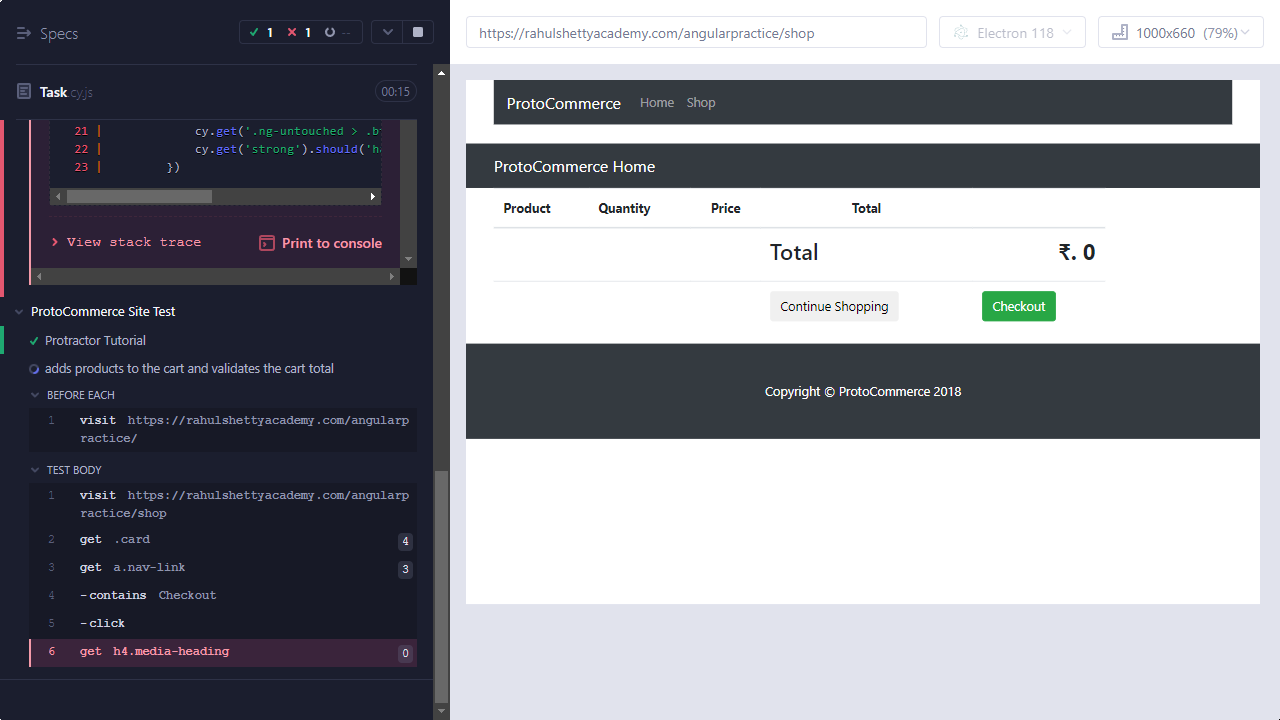 Specs
1
1
--
Task cy.js
00:15
21 | cy.get('.ng-untouched > .b
22 | cy.get('strong').should('h
23 | })
View stack trace
Print to console
ProtoCommerce Site Test
Protractor Tutorial
adds products to the cart and validates the cart total
BEFORE EACH
1 visit https://rahulshettyacademy.com/angularp
ractice/
TEST BODY
1 visit https://rahulshettyacademy.com/angularp
ractice/shop
2 get .card 4
3 get a.nav-link 3
4 -contains Checkout
5 -click
6 get h4.media-heading 0
https://rahulshettyacademy.com/angularpractice/shop
Electron 118
1000x660 (79%)
ProtoCommerce Home Shop
ProtoCommerce Home
Product Quantity Price Total
Total ₹. 0
Continue Shopping Checkout
Copyright © ProtoCommerce 2018